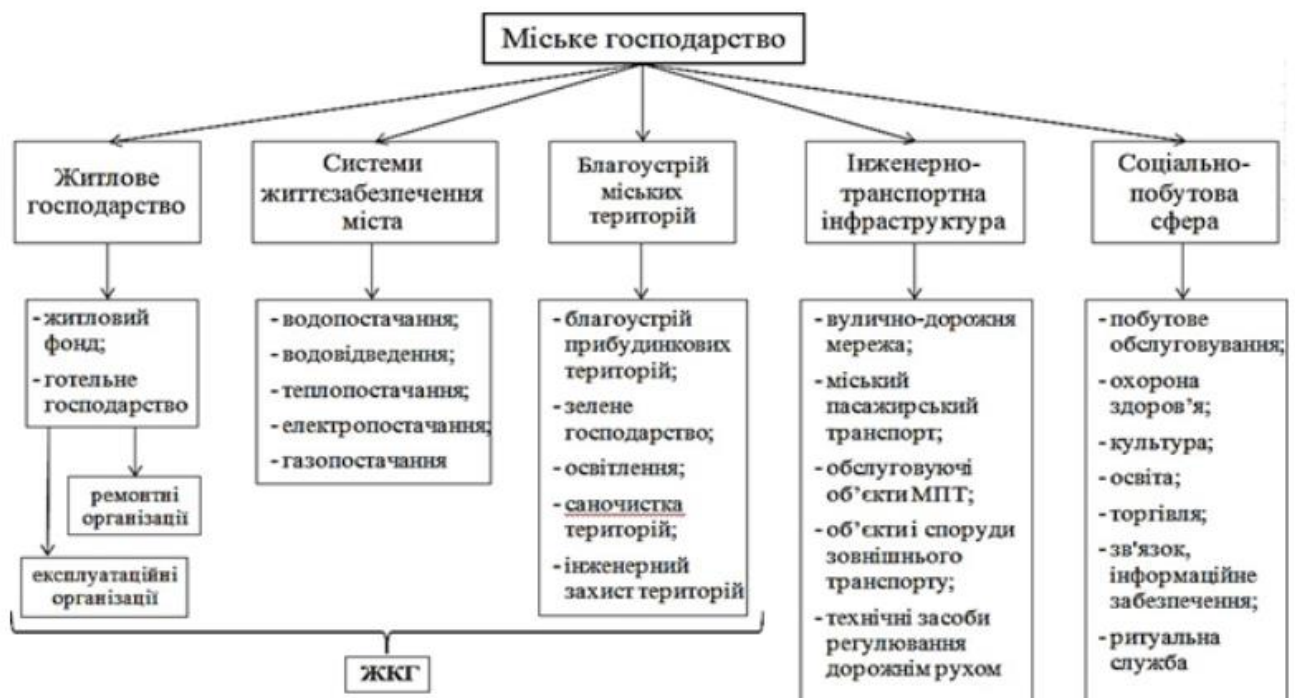 Міське господарство
Житлове
господарство
Системи
життєзабезпечення
міста
Благоустрій
міських
територій
Інженерно-
транспортна
інфраструктура
Соціально-
побутова
сфера
- житловий
фонд;
- готельне
господарство
ремонтні
організації
експлуатаційні
організації
- водопостачання;
- водовідведення;
- теплопостачання;
- електропостачання;
- газопостачання
- благоустрій
прибудинкових
територій;
- зелене
господарство;
- освітлення;
- саночистка
територій;
- інженерний
захист територій
- вулично-дорожня
мережа;
- міський
пасажирський
транспорт;
- обслуговуючі
об’єкти МПТ;
- об’єкти і споруди
зовнішнього
транспорту;
- технічні засоби
регулювання
дорожнім рухом
- побутове
обслуговування;
- охорона
здоров’я;
- культура;
- освіта;
- торгівля;
- зв'язок,
інформаційне
забезпечення;
- ритуальна
служба
ЖКГ